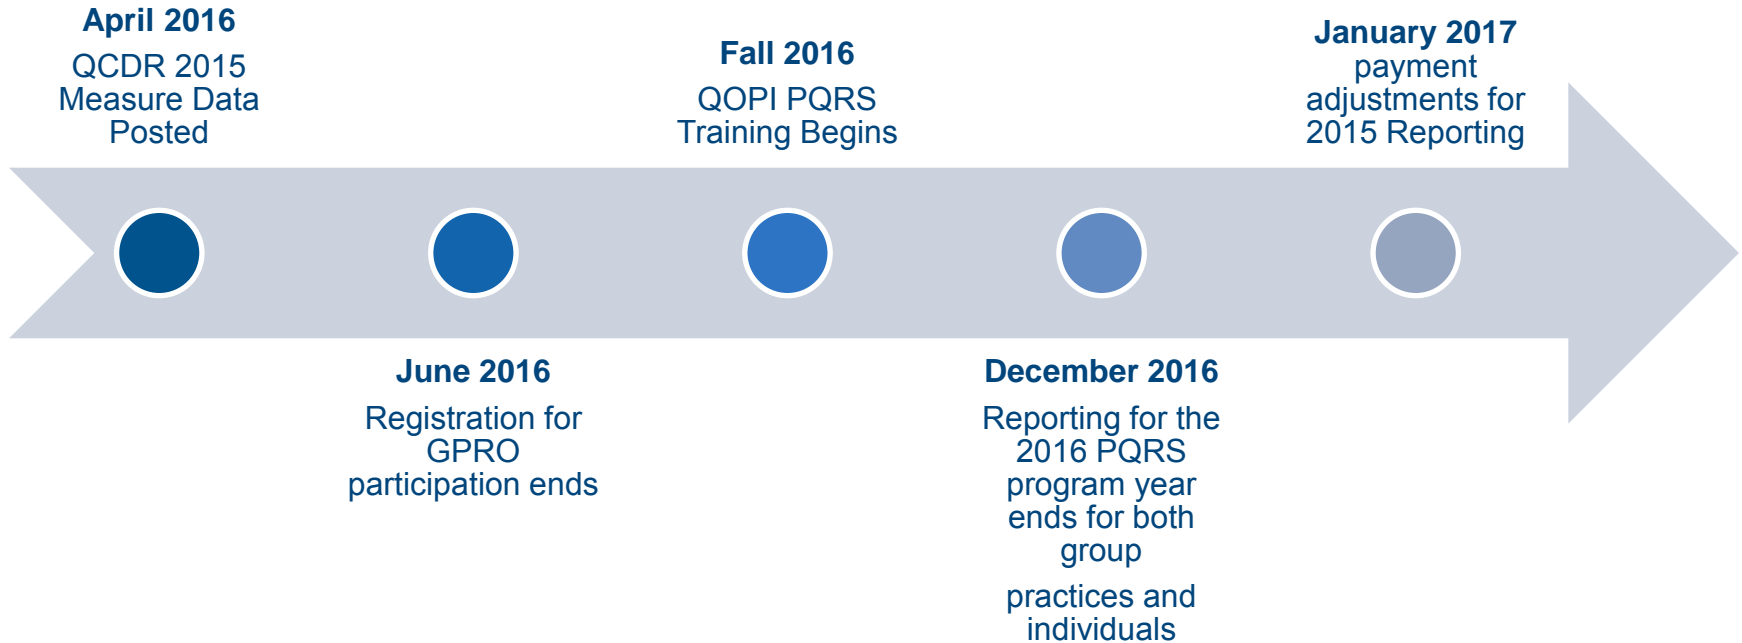 April 2016
QCDR 2015
Measure Data
Posted
June 2016
Registration for
GPRO
participation ends
Fall 2016
QOPI PQRS
Training Begins
December 2016
Reporting for the
2016 PQRS
program year
ends for both
group
practices and
individuals
January 2017
payment
adjustments for
2015 Reporting